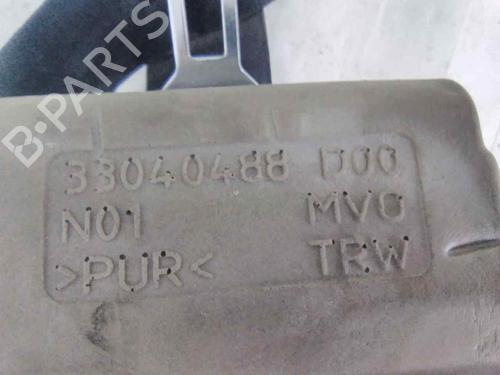 B-PARTS
33040488 D00
N01 MVO
>PUR< TRW